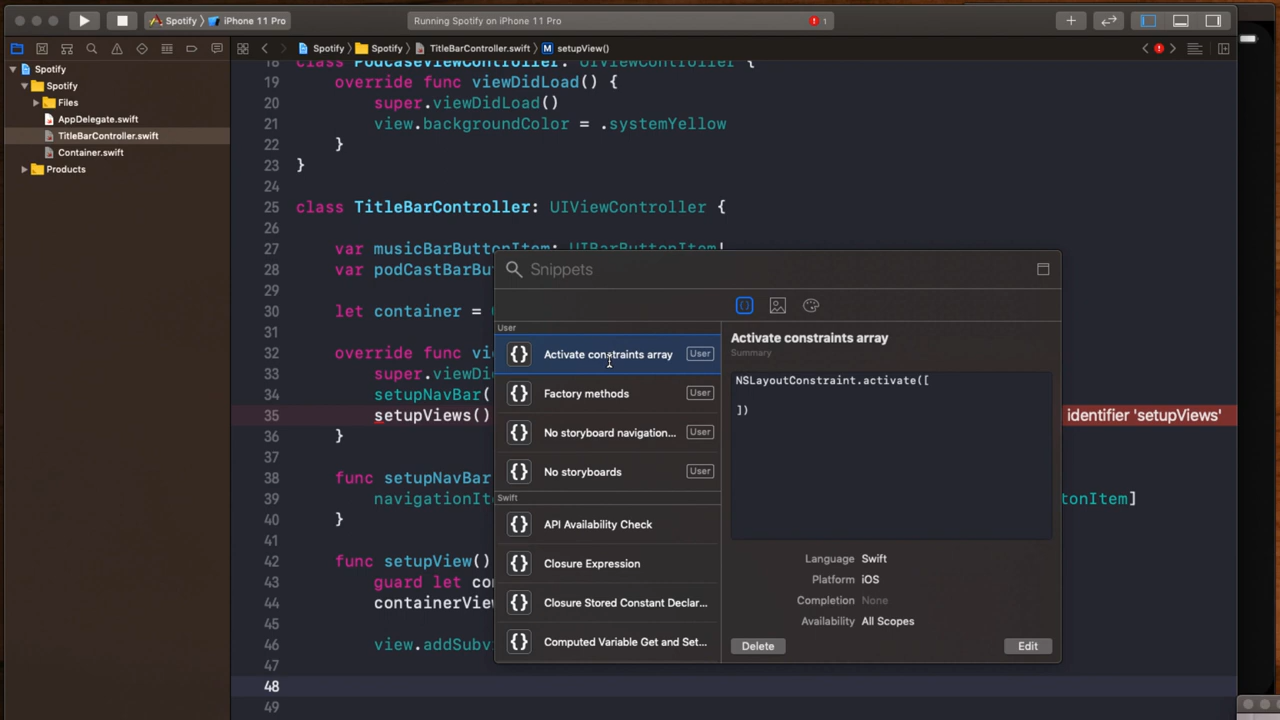 Spotify
iPhone 11 Pro
Running Spotify on iPhone 11 Pro
1
Spotify
Spotify
TitleBarController.swift
M
setupView()
Spotify
Spotify
Files
AppDelegate.swift
TitleBarController.swift
Container.swift
Products
18
19 override func viewDidLoad() {
20 super.viewDidLoad()
21 view.backgroundColor = .systemYellow
22 }
23 }
24
25 class TitleBarController: UIViewController {
26
27 var musicBarButtonItem: UIBarButtonItem!
28 var podCastBarBu
29
30 let container =
31
32 override func vi
33 super.viewD
34 setupNavBar(
35 setupViews()
identifier 'setupViews'
36 }
37
38 func setupNavBar
39 navigationIt
onItem]
40 }
41
42 func setupView()
43 guard let co
44 containerVie
45
46 view.addSubv
47
48
49
Snippets
User
{} Activate constraints array User
{} Factory methods User
{} No storyboard navigation... User
{} No storyboards User
Swift
{} API Availability Check
{} Closure Expression
{} Closure Stored Constant Declar...
{} Computed Variable Get and Set...
{}
Activate constraints array
Summary
NSLayoutConstraint.activate([
])
Language Swift
Platform iOS
Completion None
Availability All Scopes
Delete
Edit